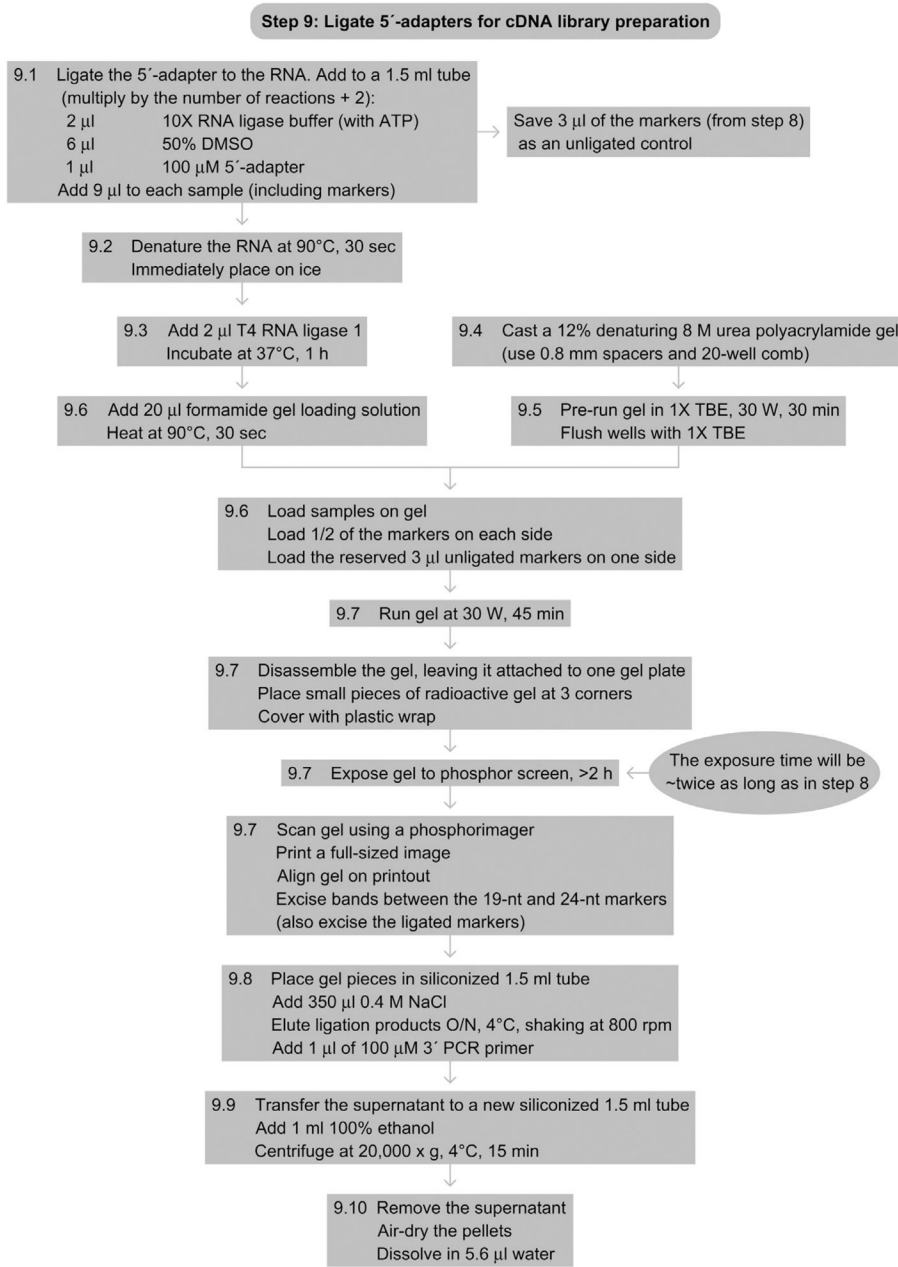 Step 9: Ligate 5´-adapters for cDNA library preparation
9.1 Ligate the 5´-adapter to the RNA. Add to a 1.5 ml tube
(multiply by the number of reactions + 2):
2 μl 10X RNA ligase buffer (with ATP)
6 μl 50% DMSO
1 μl 100 μM 5´-adapter
Add 9 μl to each sample (including markers)
Save 3 μl of the markers (from step 8)
as an unligated control
9.2 Denature the RNA at 90°C, 30 sec
Immediately place on ice
9.3 Add 2 μl T4 RNA ligase 1
Incubate at 37°C, 1 h
9.4 Cast a 12% denaturing 8 M urea polyacrylamide gel
(use 0.8 mm spacers and 20-well comb)
9.6 Add 20 μl formamide gel loading solution
Heat at 90°C, 30 sec
9.5 Pre-run gel in 1X TBE, 30 W, 30 min
Flush wells with 1X TBE
9.6 Load samples on gel
Load 1/2 of the markers on each side
Load the reserved 3 μl unligated markers on one side
9.7 Run gel at 30 W, 45 min
9.7 Disassemble the gel, leaving it attached to one gel plate
Place small pieces of radioactive gel at 3 corners
Cover with plastic wrap
9.7 Expose gel to phosphor screen, >2 h
The exposure time will be
~twice as long as in step 8
9.7 Scan gel using a phosphorimager
Print a full-sized image
Align gel on printout
Excise bands between the 19-nt and 24-nt markers
(also excise the ligated markers)
9.8 Place gel pieces in siliconized 1.5 ml tube
Add 350 μl 0.4 M NaCl
Elute ligation products O/N, 4°C, shaking at 800 rpm
Add 1 μl of 100 μM 3´ PCR primer
9.9 Transfer the supernatant to a new siliconized 1.5 ml tube
Add 1 ml 100% ethanol
Centrifuge at 20,000 x g, 4°C, 15 min
9.10 Remove the supernatant
Air-dry the pellets
Dissolve in 5.6 μl water